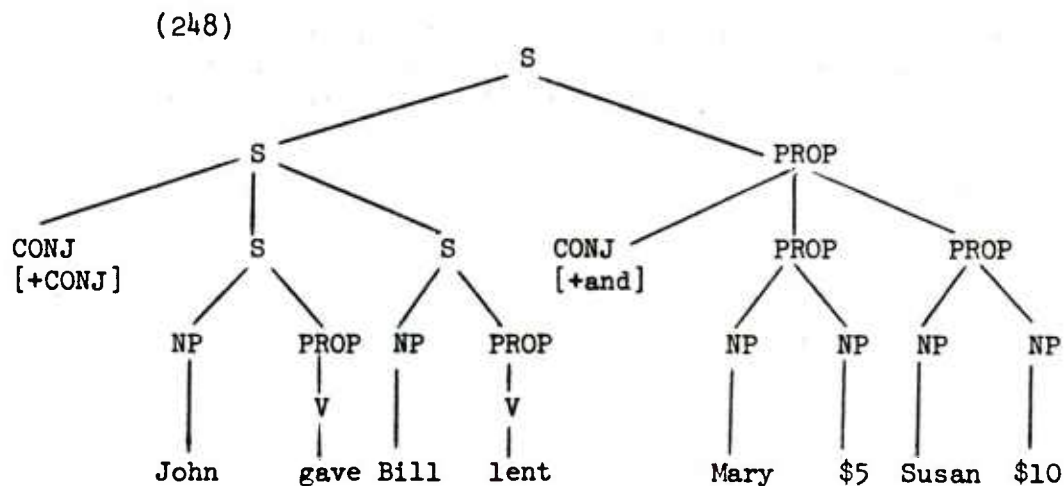 (248)
S
S PROP
CONJ S S CONJ PROP PROP
[+CONJ] [+and]
NP PROP NP PROP NP NP NP NP
V V
John gave Bill lent Mary $5 Susan $10